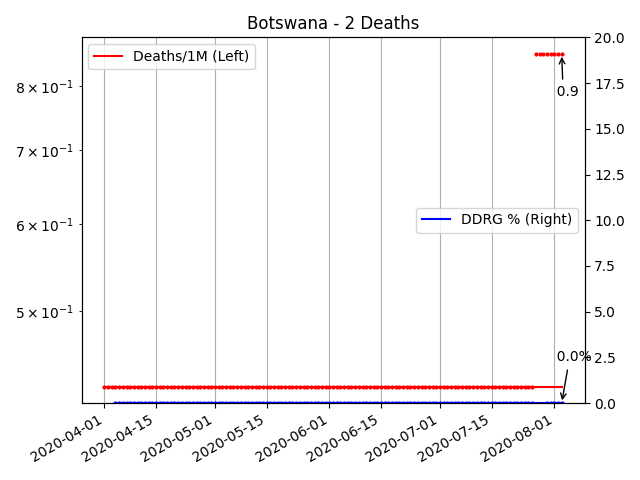 Botswana - 2 Deaths
Deaths/1M (Left)
DDRG % (Right)
0.9
0.0%
8 × 10⁻¹
7 × 10⁻¹
6 × 10⁻¹
5 × 10⁻¹
20.0
17.5
15.0
12.5
10.0
7.5
5.0
2.5
0.0
2020-04-01
2020-04-15
2020-05-01
2020-05-15
2020-06-01
2020-06-15
2020-07-01
2020-07-15
2020-08-01